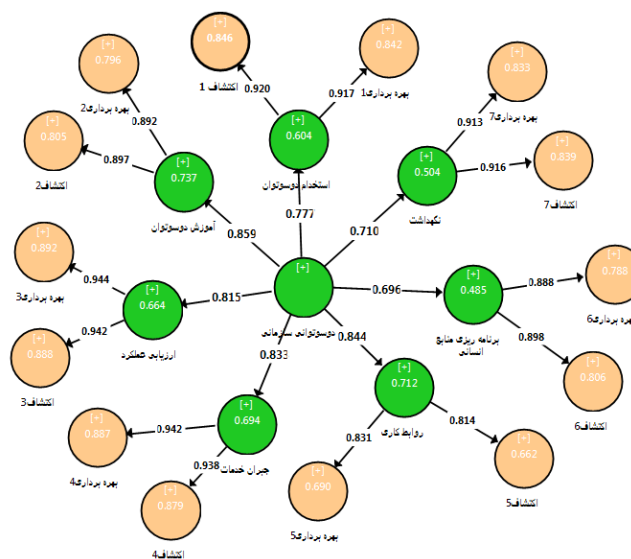 [+]
0.846
اکتشاف 1
[+]
0.842
بهره برداری1
[+]
0.796
بهره برداری2
[+]
0.833
بهره برداری7
[+]
0.805
اکتشاف2
[+]
0.839
اکتشاف7
0.920
0.917
0.892
0.897
0.913
0.916
[+]
0.604
استخدام دوسوتوان
[+]
0.737
آموزش دوسوتوان
[+]
0.504
نگهداشت
0.777
0.859
0.710
[+]
0.892
بهره برداری3
0.944
[+]
0.664
ارزیابی عملکرد
0.942
[+]
0.888
اکتشاف3
0.815
[+]
دوسوتوانی سازمانی
0.696
[+]
0.485
برنامه ریزی منابع
انسانی
0.888
[+]
0.788
بهره برداری6
0.898
[+]
0.806
اکتشاف6
0.833
0.844
[+]
0.694
جبران خدمات
[+]
0.712
روابط کاری
0.942
[+]
0.887
بهره برداری4
0.938
[+]
0.879
اکتشاف4
0.831
[+]
0.690
بهره برداری5
0.814
[+]
0.662
اکتشاف5